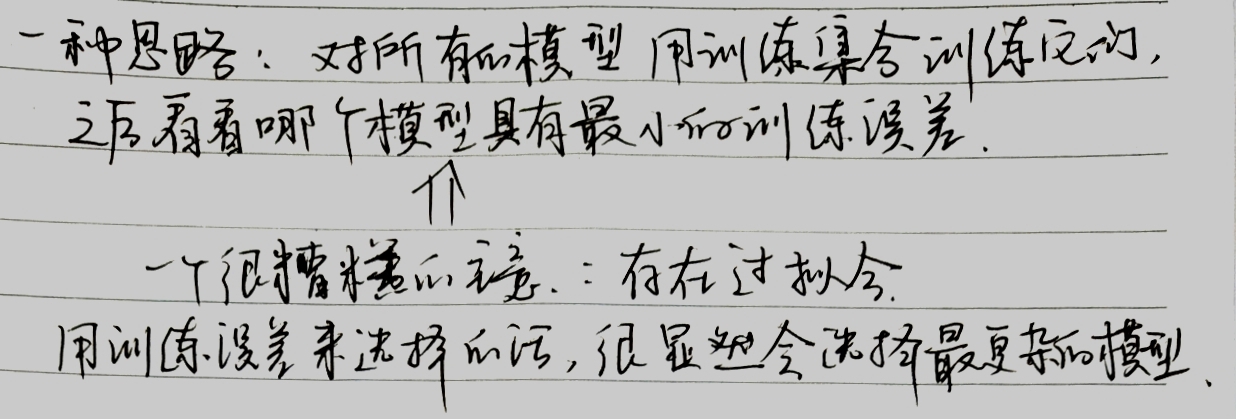 一种思路：对所有的模型用训练集合训练它们，
之后看看哪个模型具有最小的训练误差.
⇑
一个很糟糕的主意.∵存在过拟合.
用训练误差来选择的话，很显然会选择最复杂的模型、